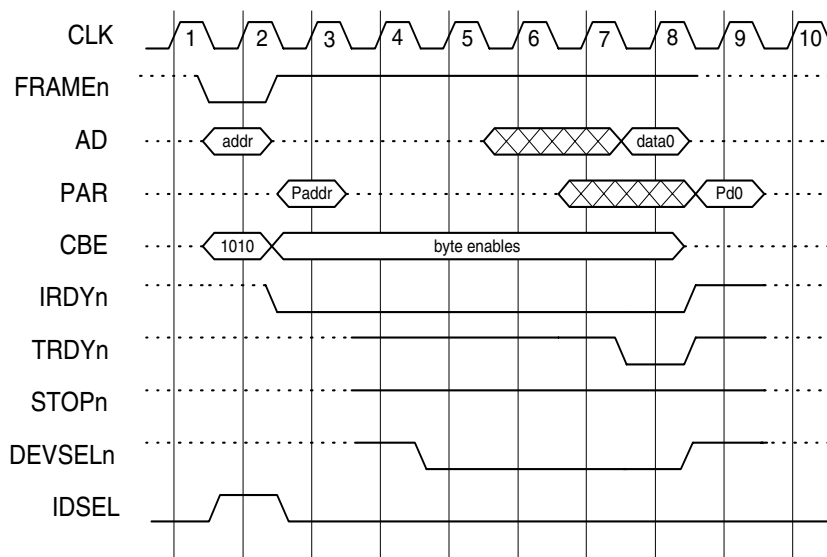 CLK 1 2 3 4 5 6 7 8 9 10
FRAMEn
AD addr data0
PAR Paddr Pd0
CBE 1010 byte enables
IRDYn
TRDYn
STOPn
DEVSELn
IDSEL